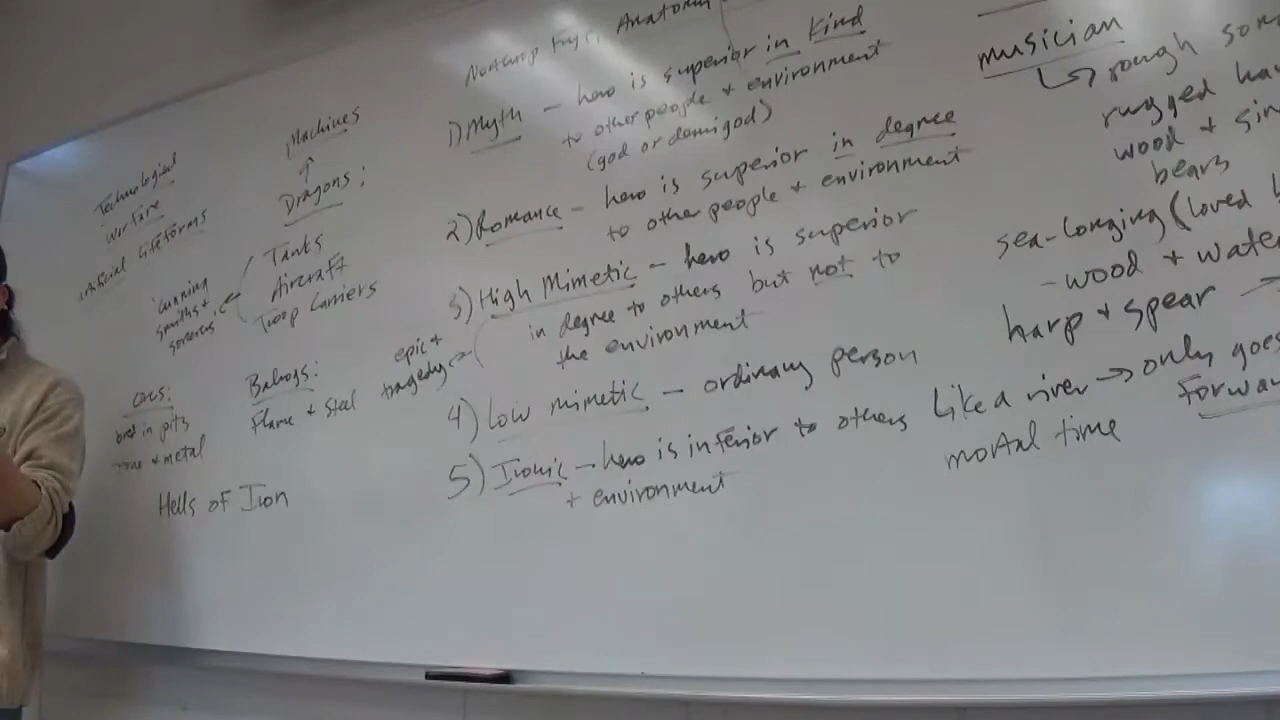 Technological
warfare
Artificial lifeforms
Machines
Dragons:
Tanks
Aircraft
Troop Carriers
cunning
smiths +
sorcerers
Orcs:
bred in pits
stone + metal
Balrogs:
Flame + Steel
Hells of Iron
Northrop Frye, Anatomy
1) Myth – hero is superior in kind
to other people + environment
(god or demigod)
2) Romance – hero is superior in degree
to other people + environment
3) High Mimetic – hero is superior
in degree to others but not to
the environment
epic +
tragedy
4) Low mimetic – ordinary person
5) Ironic – hero is inferior to others
+ environment
musician
rough
rugged
wood +
bears
sea-longing (loved
- wood +
harp + spear →
Like a river → only goes
mortal time